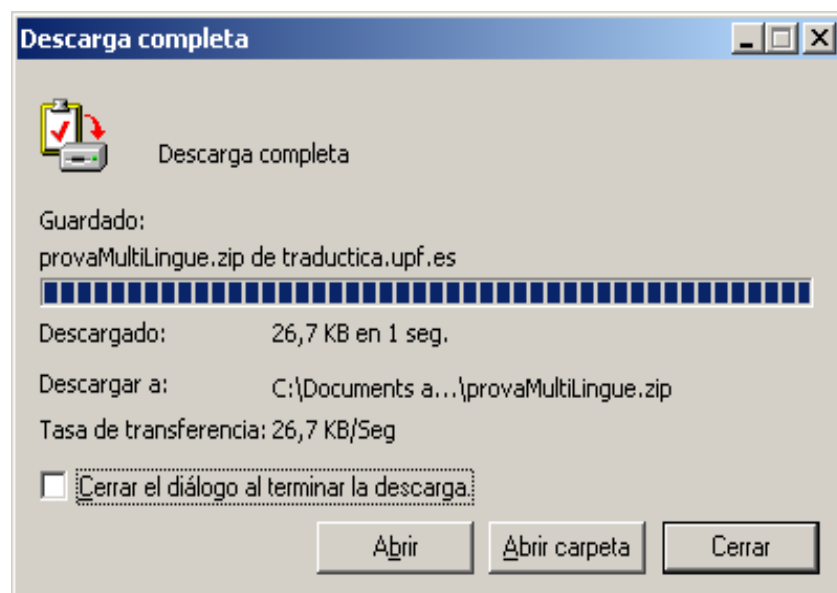 Descarga completa
Descarga completa
Guardado:
provaMultiLingue.zip de traductica.upf.es
Descargado: 26,7 KB en 1 seg.
Descargar a: C:\Documents a...\provaMultiLingue.zip
Tasa de transferencia: 26,7 KB/Seg
Cerrar el diálogo al terminar la descarga.
Abrir Abrir carpeta Cerrar